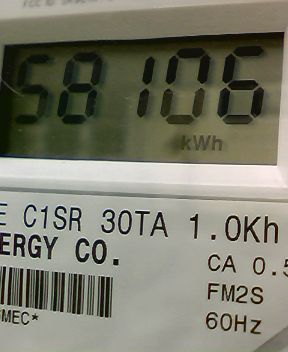 58106
kWh
E C1SR 30TA 1.0Kh
ERGY CO.
CA 0.5
FM2S
MEC*
60Hz